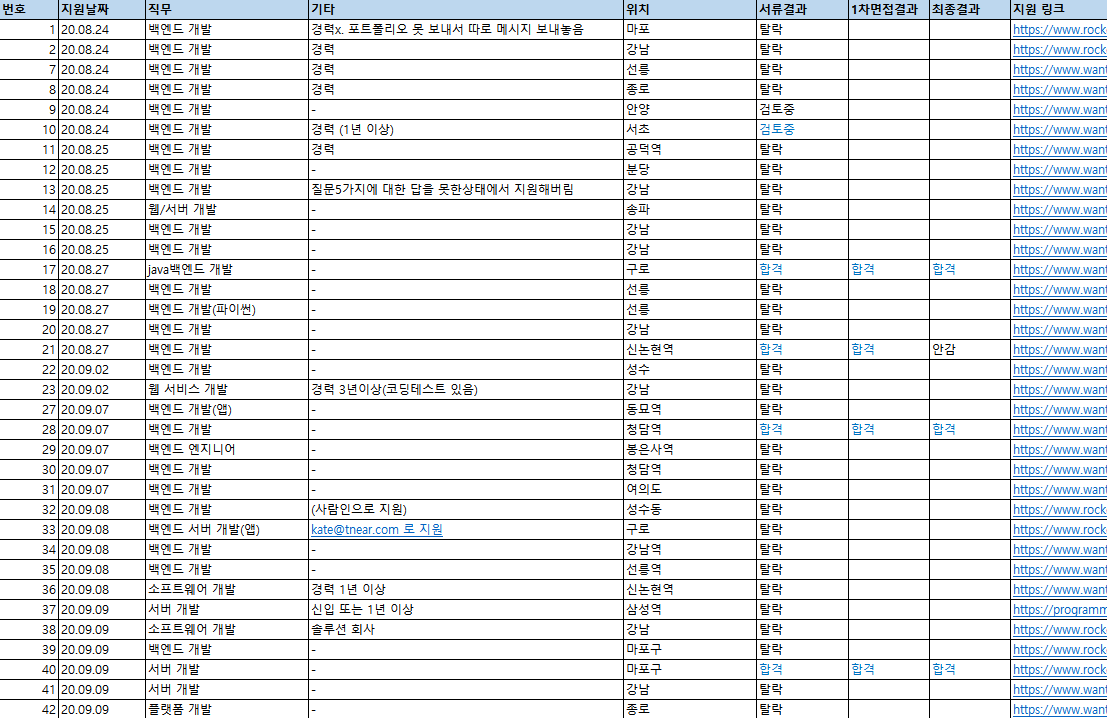 번호 지원날짜 직무 기타 위치 서류결과 1차면접결과 최종결과 지원 링크
1 20.08.24 백엔드 개발 경력x. 포트폴리오 못 보내서 따로 메시지 보내놓음 마포 탈락 https://www.rock
2 20.08.24 백엔드 개발 경력 강남 탈락 https://www.rock
7 20.08.24 백엔드 개발 경력 선릉 탈락 https://www.want
8 20.08.24 백엔드 개발 경력 종로 탈락 https://www.want
9 20.08.24 백엔드 개발 - 안양 검토중 https://www.want
10 20.08.24 백엔드 개발 경력 (1년 이상) 서초 검토중 https://www.want
11 20.08.25 백엔드 개발 경력 공덕역 탈락 https://www.want
12 20.08.25 백엔드 개발 - 분당 탈락 https://www.want
13 20.08.25 백엔드 개발 질문5가지에 대한 답을 못한상태에서 지원해버림 강남 탈락 https://www.want
14 20.08.25 웹/서버 개발 - 송파 탈락 https://www.want
15 20.08.25 백엔드 개발 - 강남 탈락 https://www.want
16 20.08.25 백엔드 개발 - 강남 탈락 https://www.want
17 20.08.27 java백엔드 개발 - 구로 합격 합격 합격 https://www.want
18 20.08.27 백엔드 개발 - 선릉 탈락 https://www.want
19 20.08.27 백엔드 개발(파이썬) - 선릉 탈락 https://www.want
20 20.08.27 백엔드 개발 - 강남 탈락 https://www.want
21 20.08.27 백엔드 개발 - 신논현역 합격 합격 안감 https://www.want
22 20.09.02 백엔드 개발 - 성수 탈락 https://www.want
23 20.09.02 웹 서비스 개발 경력 3년이상(코딩테스트 있음) 강남 탈락 https://www.want
27 20.09.07 백엔드 개발(앱) - 동묘역 탈락 https://www.want
28 20.09.07 백엔드 개발 - 청담역 합격 합격 합격 https://www.want
29 20.09.07 백엔드 엔지니어 - 봉은사역 탈락 https://www.want
30 20.09.07 백엔드 개발 - 청담역 탈락 https://www.want
31 20.09.07 백엔드 개발 - 여의도 탈락 https://www.want
32 20.09.08 백엔드 개발 (사람인으로 지원) 성수동 탈락 https://www.rock
33 20.09.08 백엔드 서버 개발(앱) kate@tnear.com 로 지원 구로 탈락 https://www.rock
34 20.09.08 백엔드 개발 - 강남역 탈락 https://www.want
35 20.09.08 백엔드 개발 - 선릉역 탈락 https://www.want
36 20.09.08 소프트웨어 개발 경력 1년 이상 신논현역 탈락 https://www.want
37 20.09.09 서버 개발 신입 또는 1년 이상 삼성역 탈락 https://programm
38 20.09.09 소프트웨어 개발 솔루션 회사 강남 탈락 https://www.rock
39 20.09.09 백엔드 개발 - 마포구 탈락 https://www.rock
40 20.09.09 서버 개발 - 마포구 합격 합격 합격 https://www.rock
41 20.09.09 서버 개발 - 강남 탈락 https://www.want
42 20.09.09 플랫폼 개발 - 종로 탈락 https://www.want